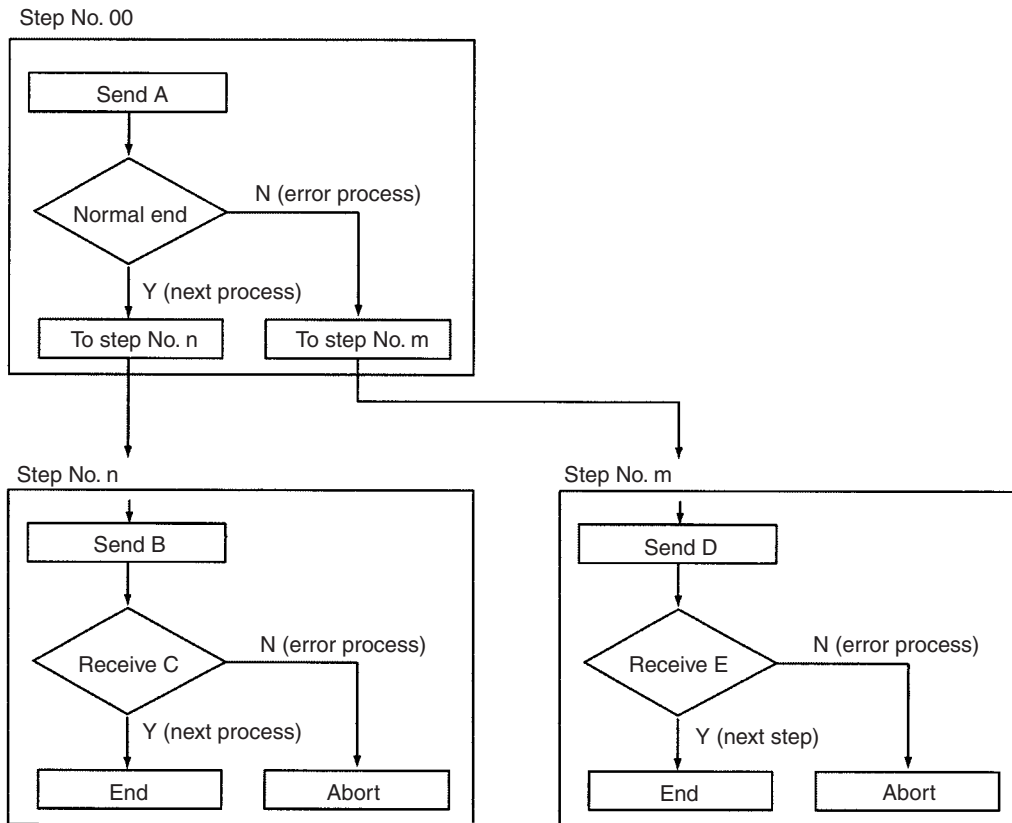 Step No. 00
Send A
Normal end
N (error process)
Y (next process)
To step No. n
To step No. m
Step No. n
Send B
Receive C
N (error process)
Y (next process)
End
Abort
Step No. m
Send D
Receive E
N (error process)
Y (next step)
End
Abort